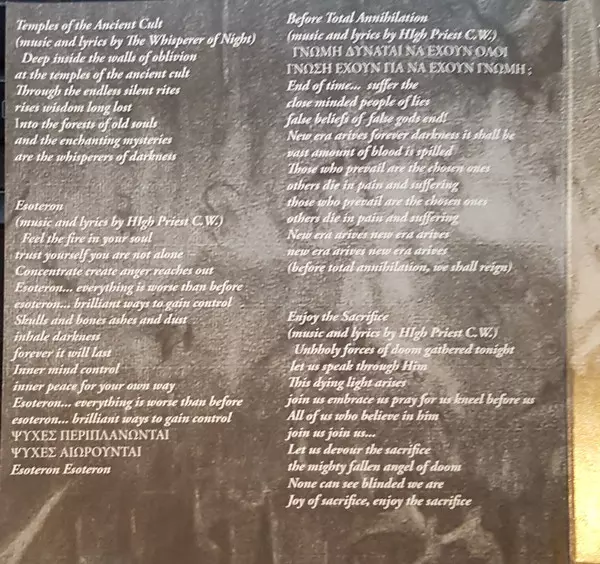 Temples of the Ancient Cult
(music and lyrics by The Whisperer of Night)
Deep inside the walls of oblivion
at the temples of the ancient cult
Through the endless silent rites
rises wisdom long lost
Into the forests of old souls
and the enchanting mysteries
are the whisperers of darkness
Esoteron
(music and lyrics by HIgh Priest C.W.)
Feel the fire in your soul
trust yourself you are not alone
Concentrate create anger reaches out
Esoteron... everything is worse than before
esoteron... brilliant ways to gain control
Skulls and bones ashes and dust
inhale darkness
forever it will last
Inner mind control
inner peace for your own way
Esoteron... everything is worse than before
esoteron... brilliant ways to gain control
ΨΥΧΕΣ ΠΕΡΙΠΛΑΝΩΝΤΑΙ
ΨΥΧΕΣ ΑΙΩΡΟΥΝΤΑΙ
Esoteron Esoteron
Before Total Annihilation
(music and lyrics by HIgh Priest C.W.)
ΓΝΩΜΗ ΔΥΝΑΤΑΙ ΝΑ ΕΧΟΥΝ ΟΛΟΙ
ΓΝΩΣΗ ΕΧΟΥΝ ΓΙΑ ΝΑ ΕΧΟΥΝ ΓΝΩΜΗ ;
End of time... suffer the
close minded people of lies
false beliefs of false gods end!
New era arives forever darkness it shall be
vast amount of blood is spilled
Those who prevail are the chosen ones
others die in pain and suffering
those who prevail are the chosen ones
others die in pain and suffering
New era arives new era arrives
new era arrives new era arrives
(before total annihilation, we shall reign)
Enjoy the Sacrifice
(music and lyrics by HIgh Priest C.W.)
Unhholy forces of doom gathered tonight
let us speak through Him
This dying light arises
join us embrace us pray for us kneel before us
All of us who believe in him
join us join us...
Let us devour the sacrifice
the mighty fallen angel of doom
None can see blinded we are
Joy of sacrifice, enjoy the sacrifice